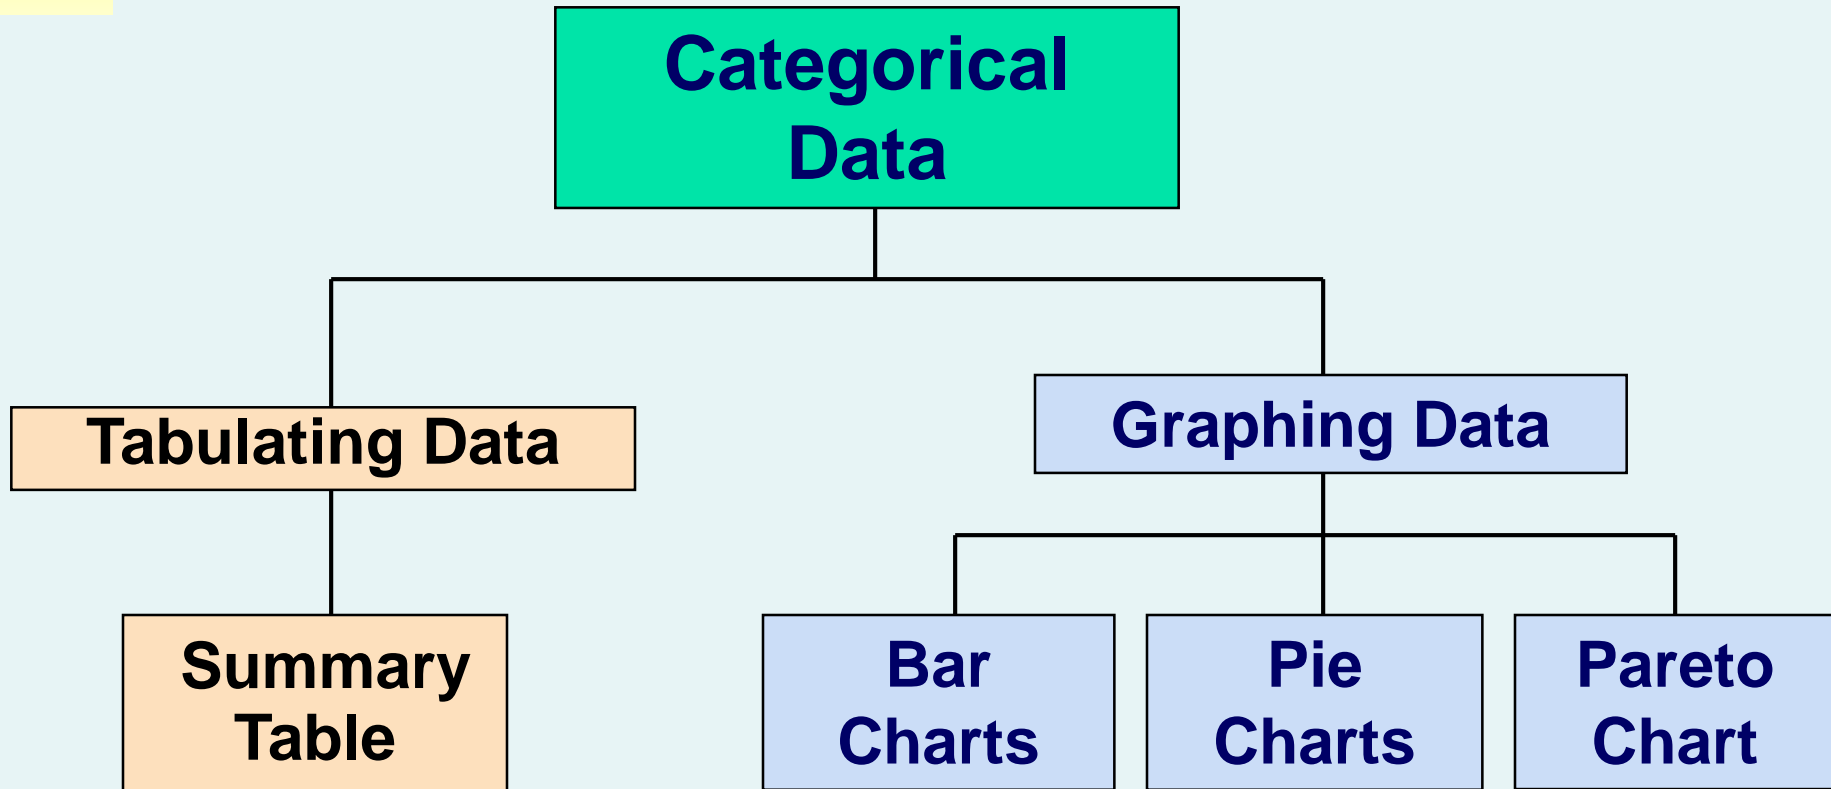 Categorical
Data
Tabulating Data
Graphing Data
Summary
Table
Bar
Charts
Pie
Charts
Pareto
Chart